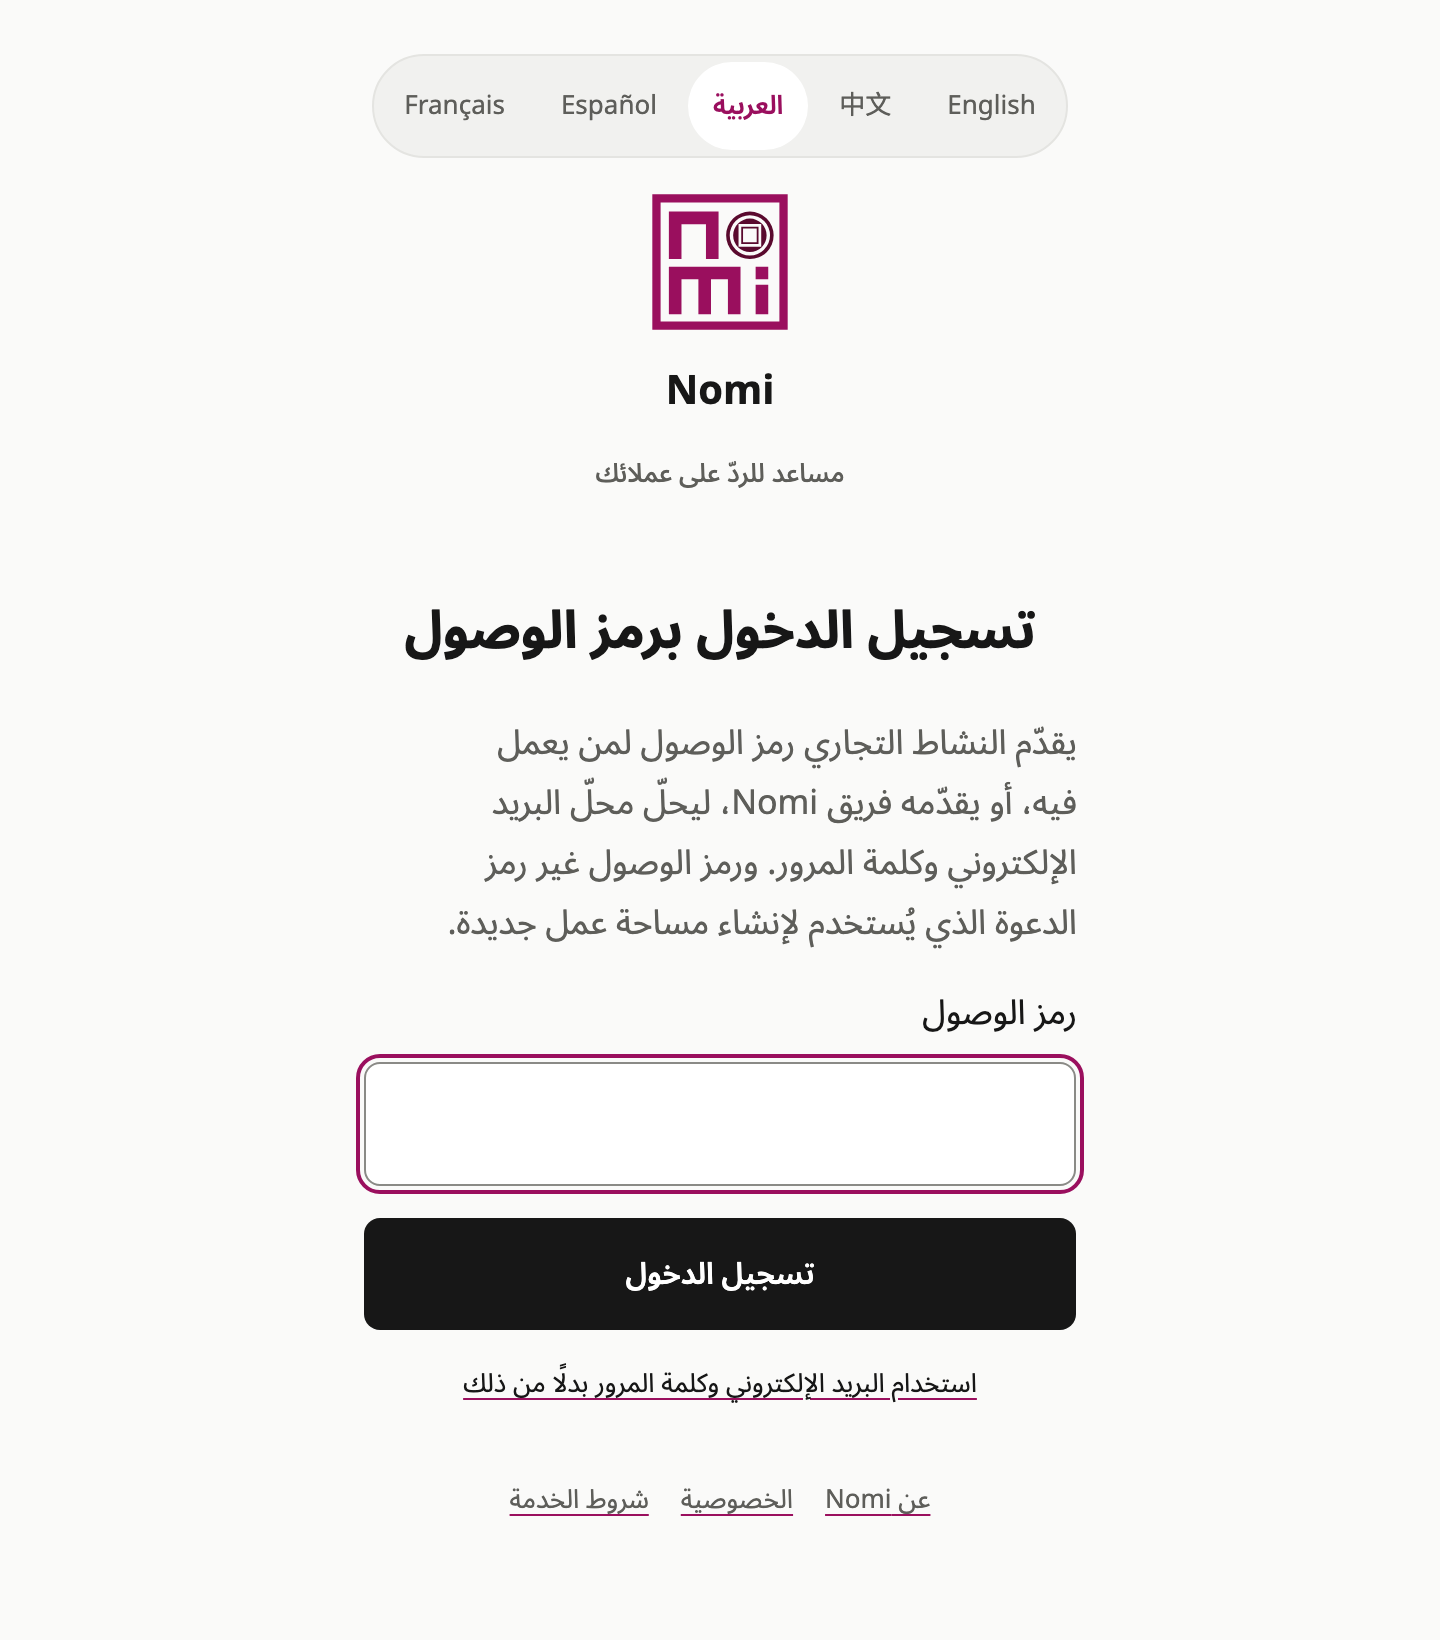 English
中文
العربية
Español
Français
nomi
Nomi
مساعد للردّ على عملائك
تسجيل الدخول برمز الوصول
يقدّم النشاط التجاري رمز الوصول لمن يعمل
فيه، أو يقدّمه فريق Nomi، ليحلّ محلّ البريد
الإلكتروني وكلمة المرور. ورمز الوصول غير رمز
الدعوة الذي يُستخدم لإنشاء مساحة عمل جديدة.
رمز الوصول
تسجيل الدخول
استخدام البريد الإلكتروني وكلمة المرور بدلًا من ذلك
عن Nomi
الخصوصية
شروط الخدمة